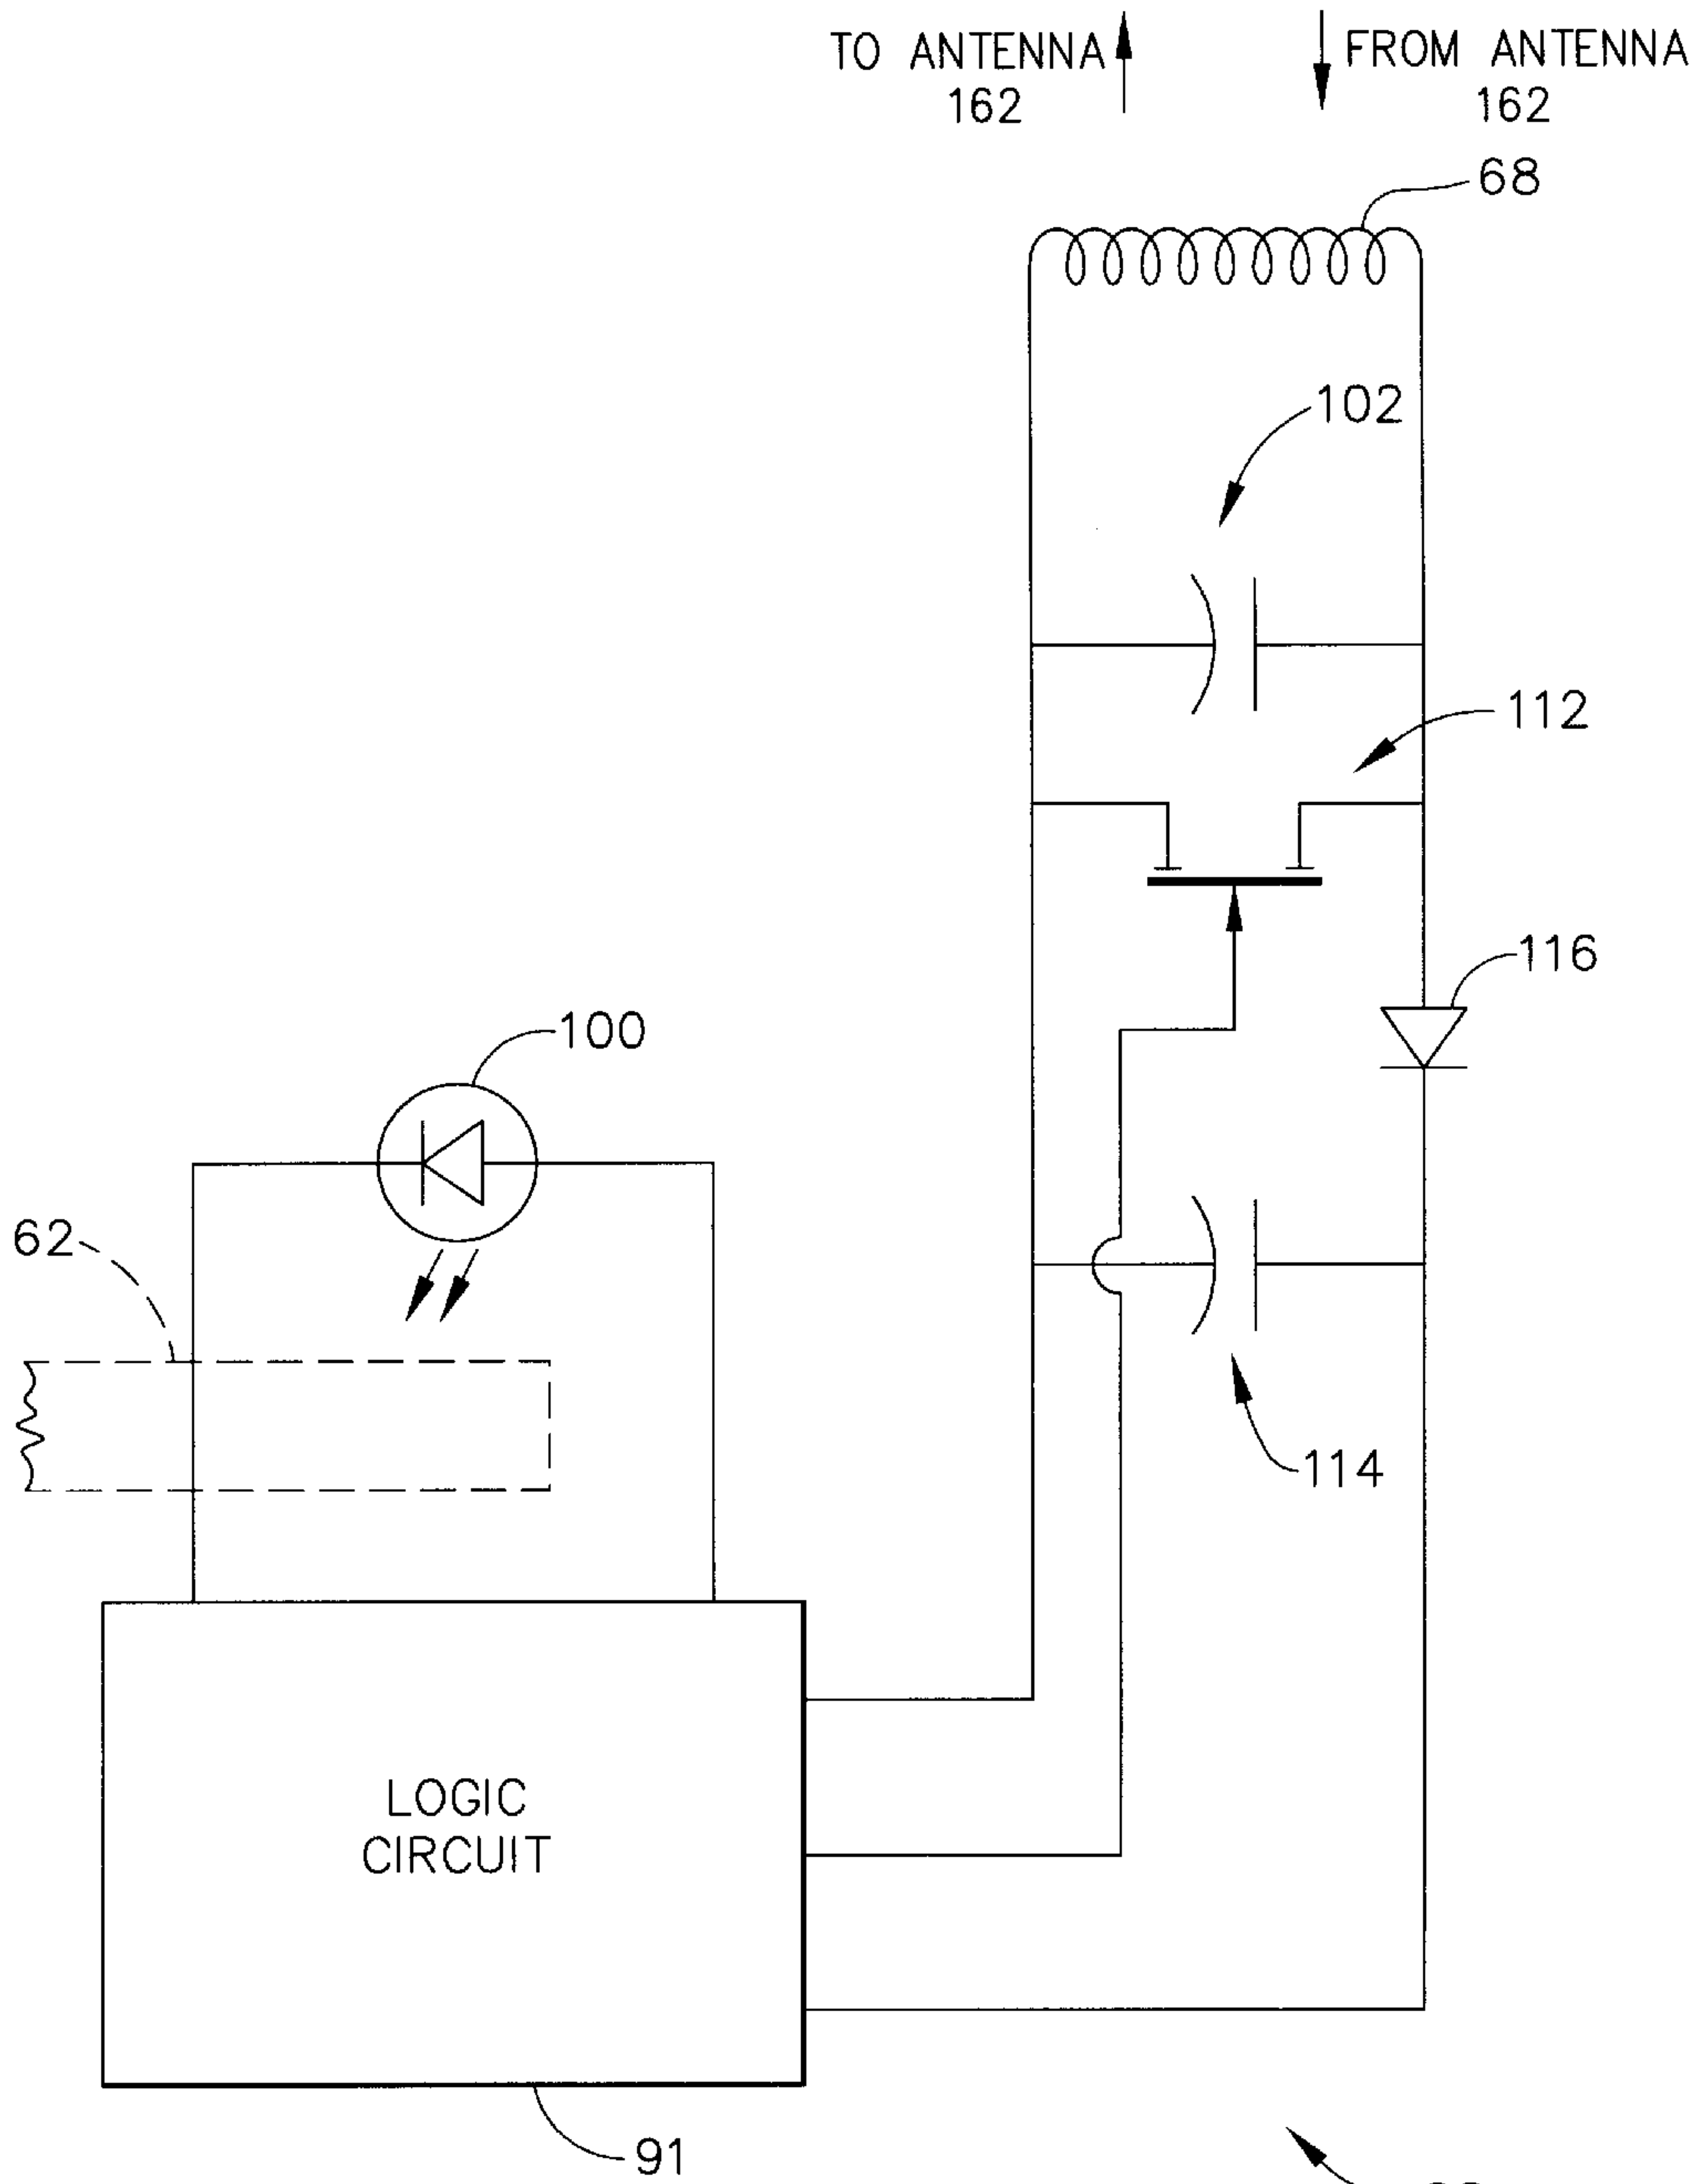 TO ANTENNA
162
FROM ANTENNA
162
68
102
112
116
100
62
114
LOGIC
CIRCUIT
91